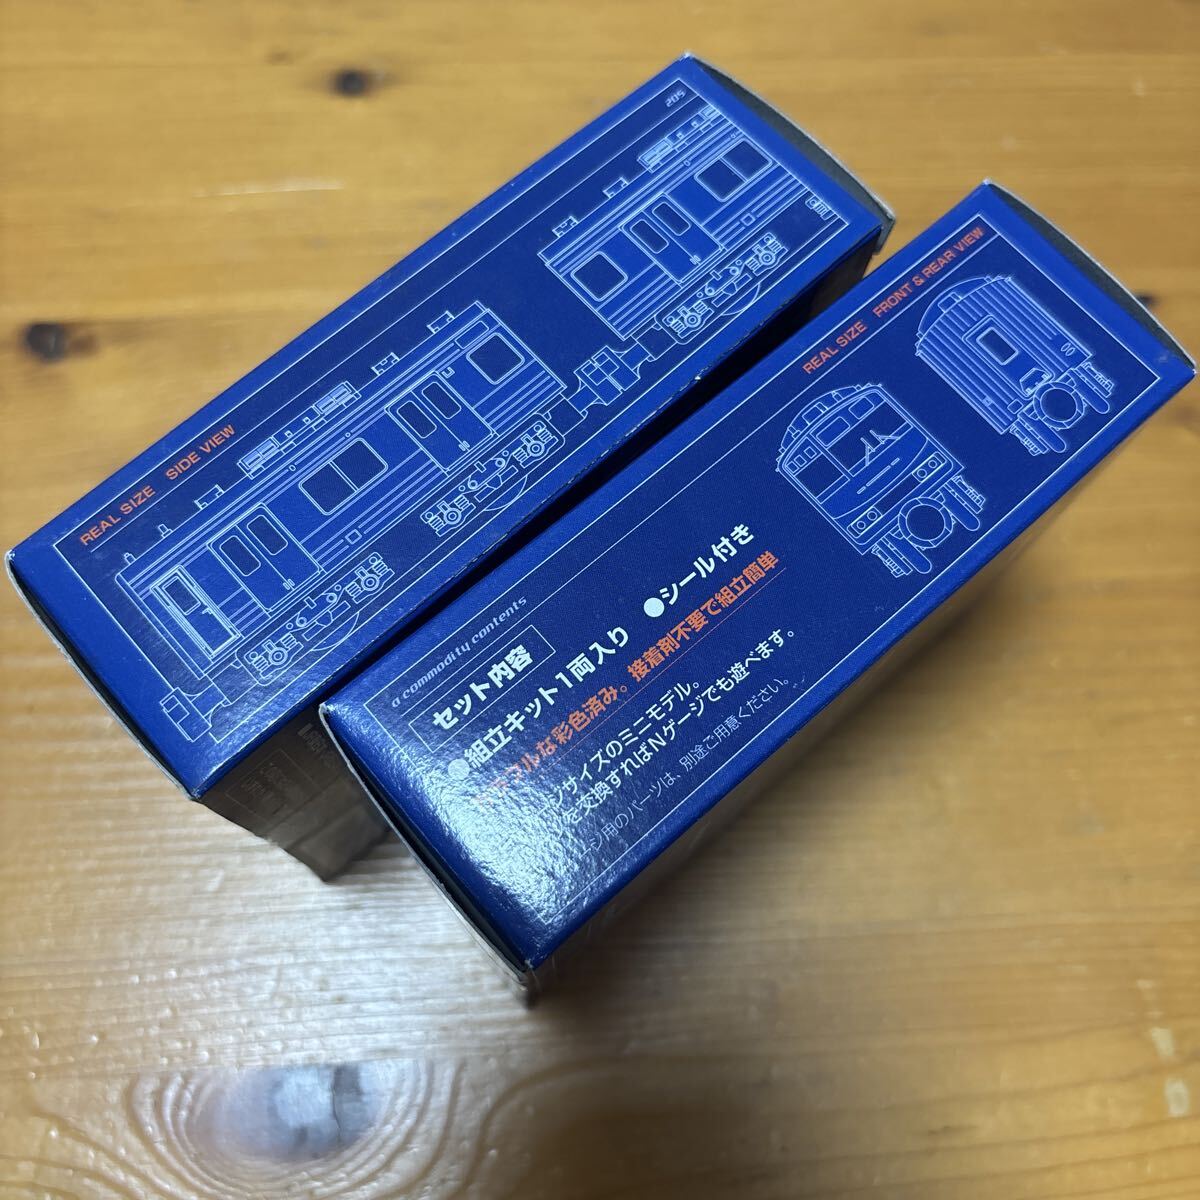 205
REAL SIZE SIDE VIEW
REAL SIZE FRONT & REAR VIEW
a commodity contents
セット内容
●組立キット1両入り ●シール付き
な彩色済み。接着剤不要で組立簡単
サイズのミニモデル。
を交換すればNゲージでも遊べます。
ージ用のパーツは、別途ご用意ください。